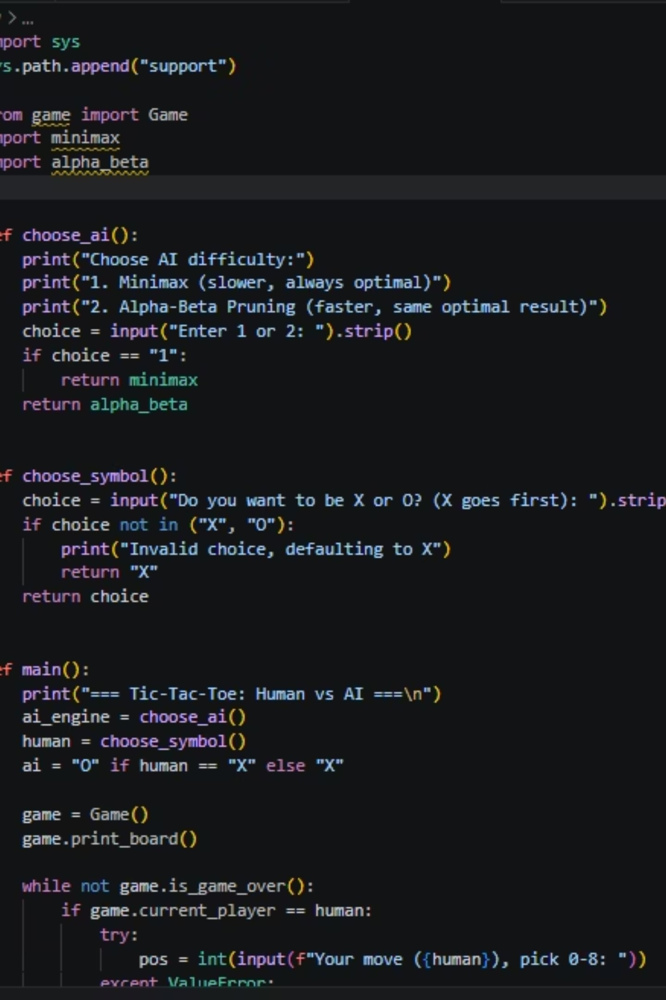 > ...
mport sys
ys.path.append("support")
rom game import Game
mport minimax
mport alpha_beta
ef choose_ai():
print("Choose AI difficulty:")
print("1. Minimax (slower, always optimal)")
print("2. Alpha-Beta Pruning (faster, same optimal result)")
choice = input("Enter 1 or 2: ").strip()
if choice == "1":
return minimax
return alpha_beta
ef choose_symbol():
choice = input("Do you want to be X or O? (X goes first): ").strip
if choice not in ("X", "O"):
print("Invalid choice, defaulting to X")
return "X"
return choice
ef main():
print("=== Tic-Tac-Toe: Human vs AI ===\n")
ai_engine = choose_ai()
human = choose_symbol()
ai = "O" if human == "X" else "X"
game = Game()
game.print_board()
while not game.is_game_over():
if game.current_player == human:
try:
pos = int(input(f"Your move ({human}), pick 0-8: "))
except ValueError: